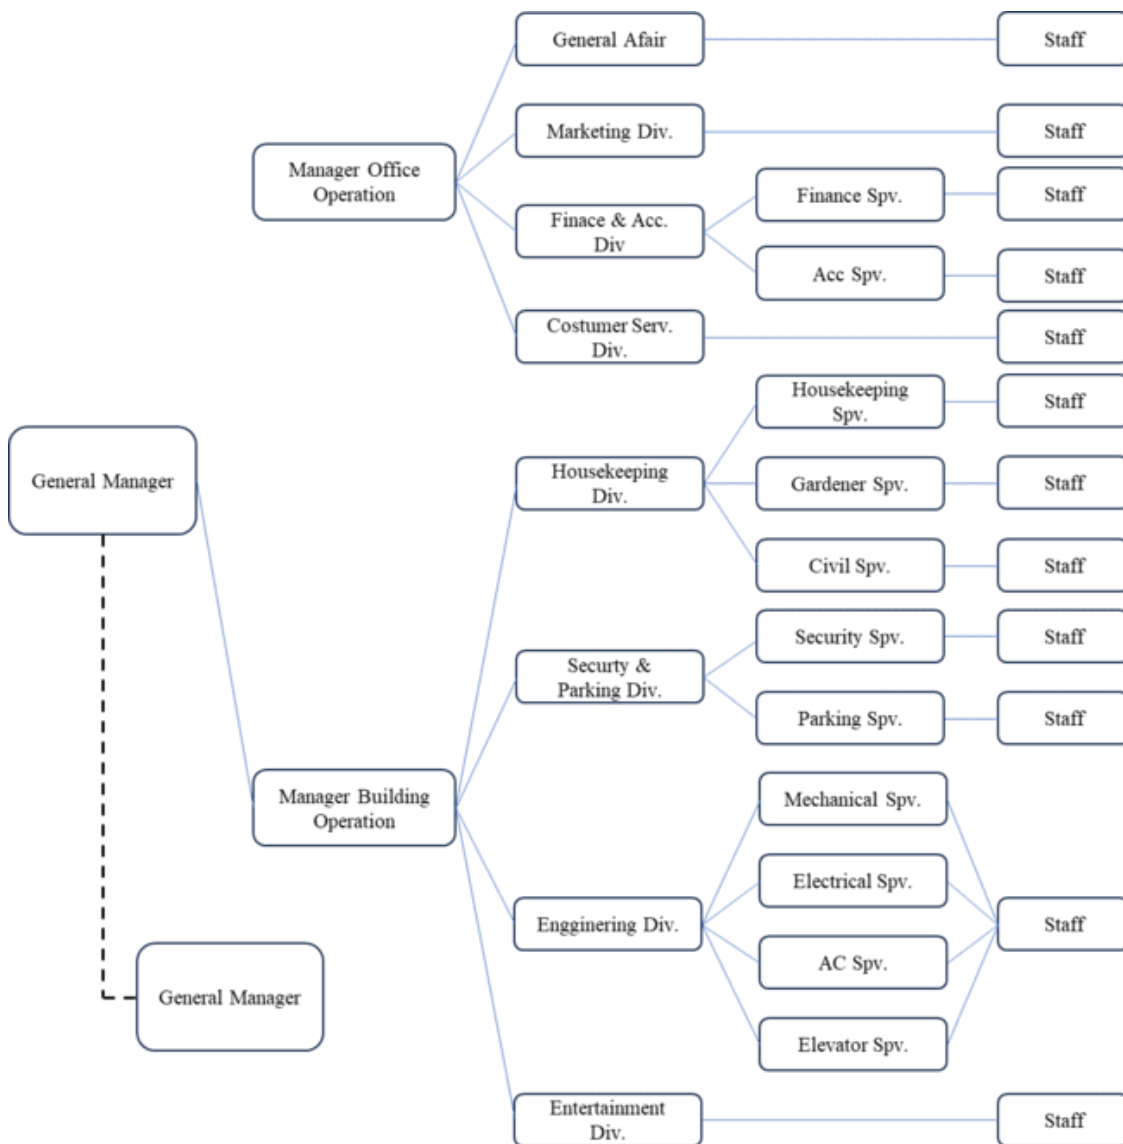 General Afair
Staff
Marketing Div.
Staff
Manager Office
Operation
Finace & Acc.
Div
Finance Spv.
Staff
Acc Spv.
Staff
Costumer Serv.
Div.
Staff
General Manager
Housekeeping
Div.
Housekeeping
Spv.
Staff
Gardener Spv.
Staff
Civil Spv.
Staff
Securty &
Parking Div.
Security Spv.
Staff
Parking Spv.
Staff
Manager Building
Operation
Engginering Div.
Mechanical Spv.
Electrical Spv.
AC Spv.
Elevator Spv.
Staff
General Manager
Entertainment
Div.
Staff